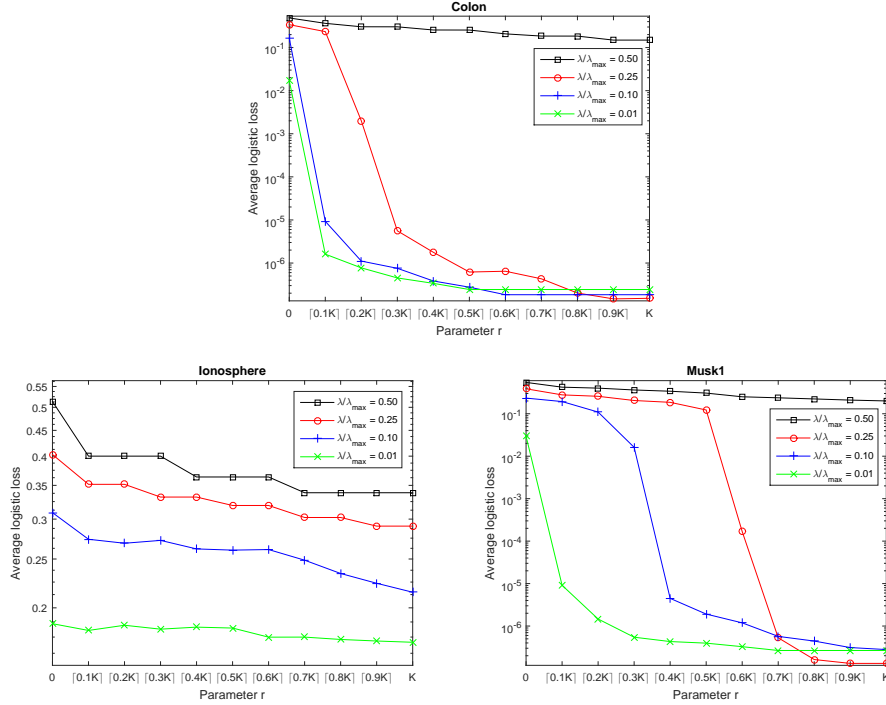 Colon
Average logistic loss
10^-1
10^-2
10^-3
10^-4
10^-5
10^-6
λ/λmax = 0.50
λ/λmax = 0.25
λ/λmax = 0.10
λ/λmax = 0.01
0 ⌈0.1K⌉ ⌈0.2K⌉ ⌈0.3K⌉ ⌈0.4K⌉ ⌈0.5K⌉ ⌈0.6K⌉ ⌈0.7K⌉ ⌈0.8K⌉ ⌈0.9K⌉ K
Parameter r
Ionosphere
Average logistic loss
0.55
0.5
0.4
0.35
0.3
0.25
0.2
λ/λmax = 0.50
λ/λmax = 0.25
λ/λmax = 0.10
λ/λmax = 0.01
0 ⌈0.1K⌉ ⌈0.2K⌉ ⌈0.3K⌉ ⌈0.4K⌉ ⌈0.5K⌉ ⌈0.6K⌉ ⌈0.7K⌉ ⌈0.8K⌉ ⌈0.9K⌉ K
Parameter r
Musk1
Average logistic loss
10^-1
10^-2
10^-3
10^-4
10^-5
10^-6
λ/λmax = 0.50
λ/λmax = 0.25
λ/λmax = 0.10
λ/λmax = 0.01
0 ⌈0.1K⌉ ⌈0.2K⌉ ⌈0.3K⌉ ⌈0.4K⌉ ⌈0.5K⌉ ⌈0.6K⌉ ⌈0.7K⌉ ⌈0.8K⌉ ⌈0.9K⌉ K
Parameter r